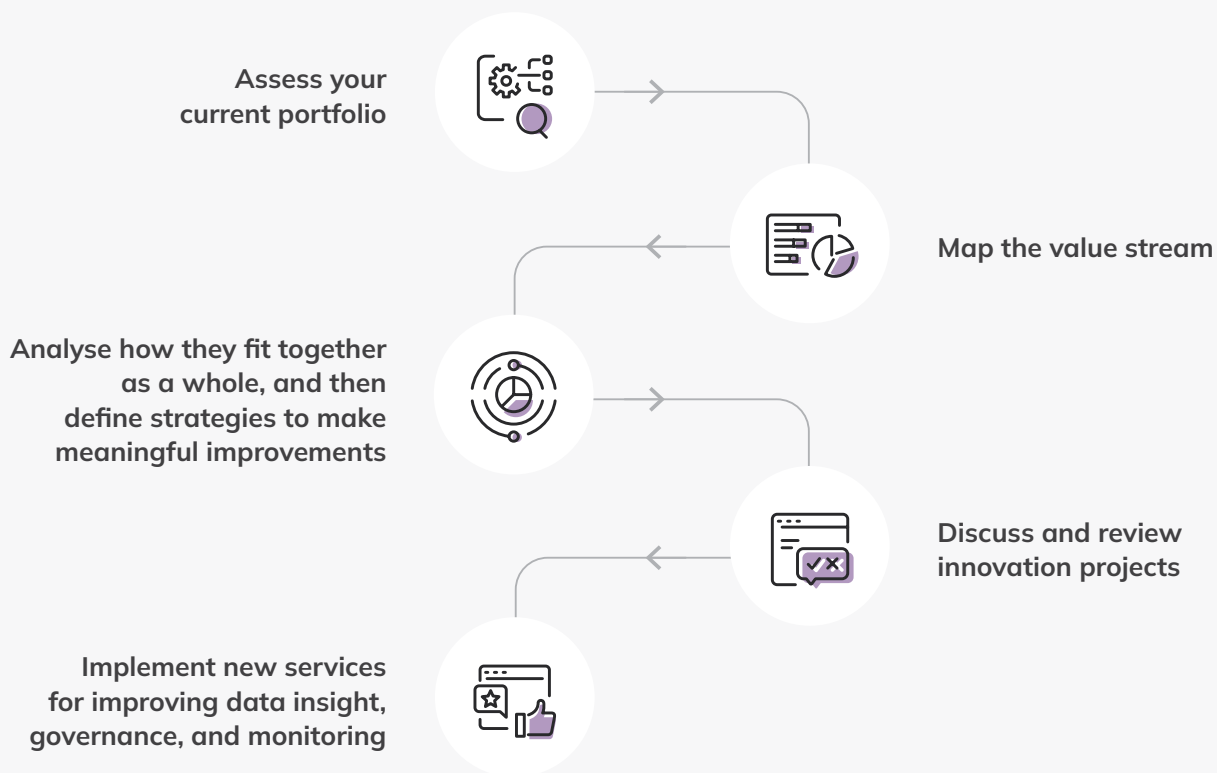 Assess your
current portfolio
Map the value stream
Analyse how they fit together
as a whole, and then
define strategies to make
meaningful improvements
Discuss and review
innovation projects
Implement new services
for improving data insight,
governance, and monitoring